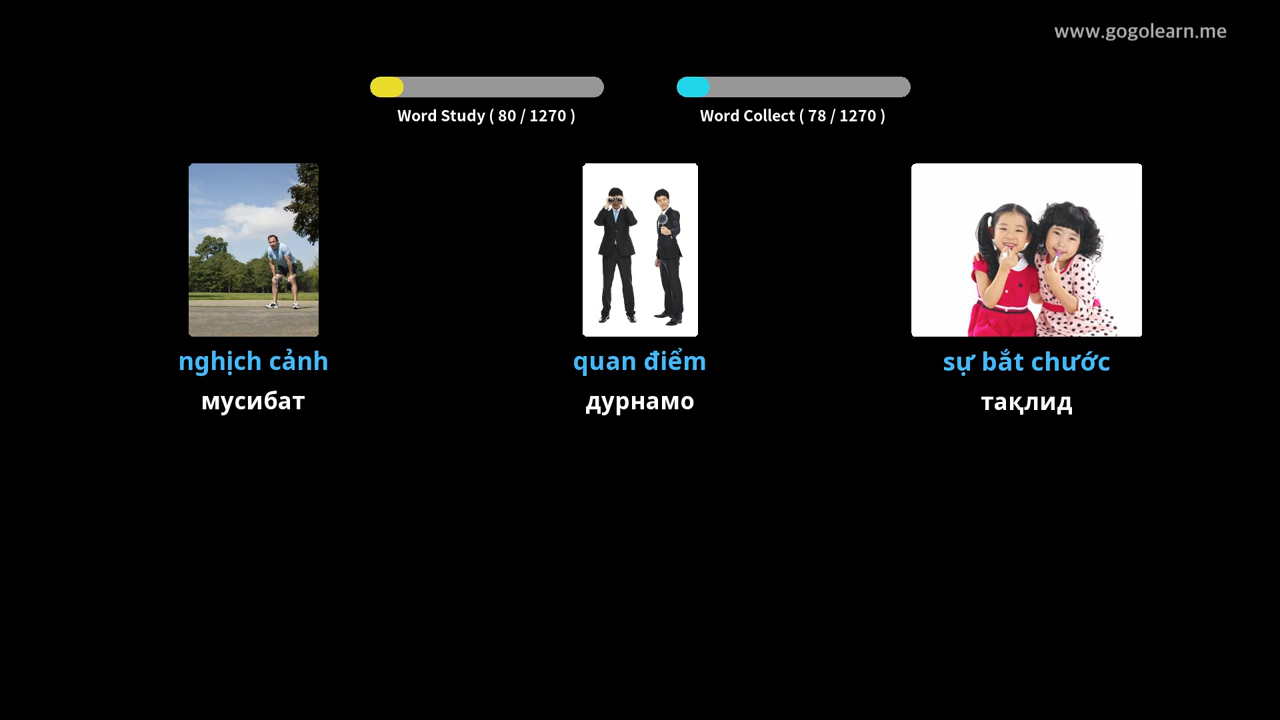 www.gogolearn.me
Word Study ( 80 / 1270 )
Word Collect ( 78 / 1270 )
nghịch cảnh
мусибат
quan điểm
дурнамо
sự bắt chước
тақлид